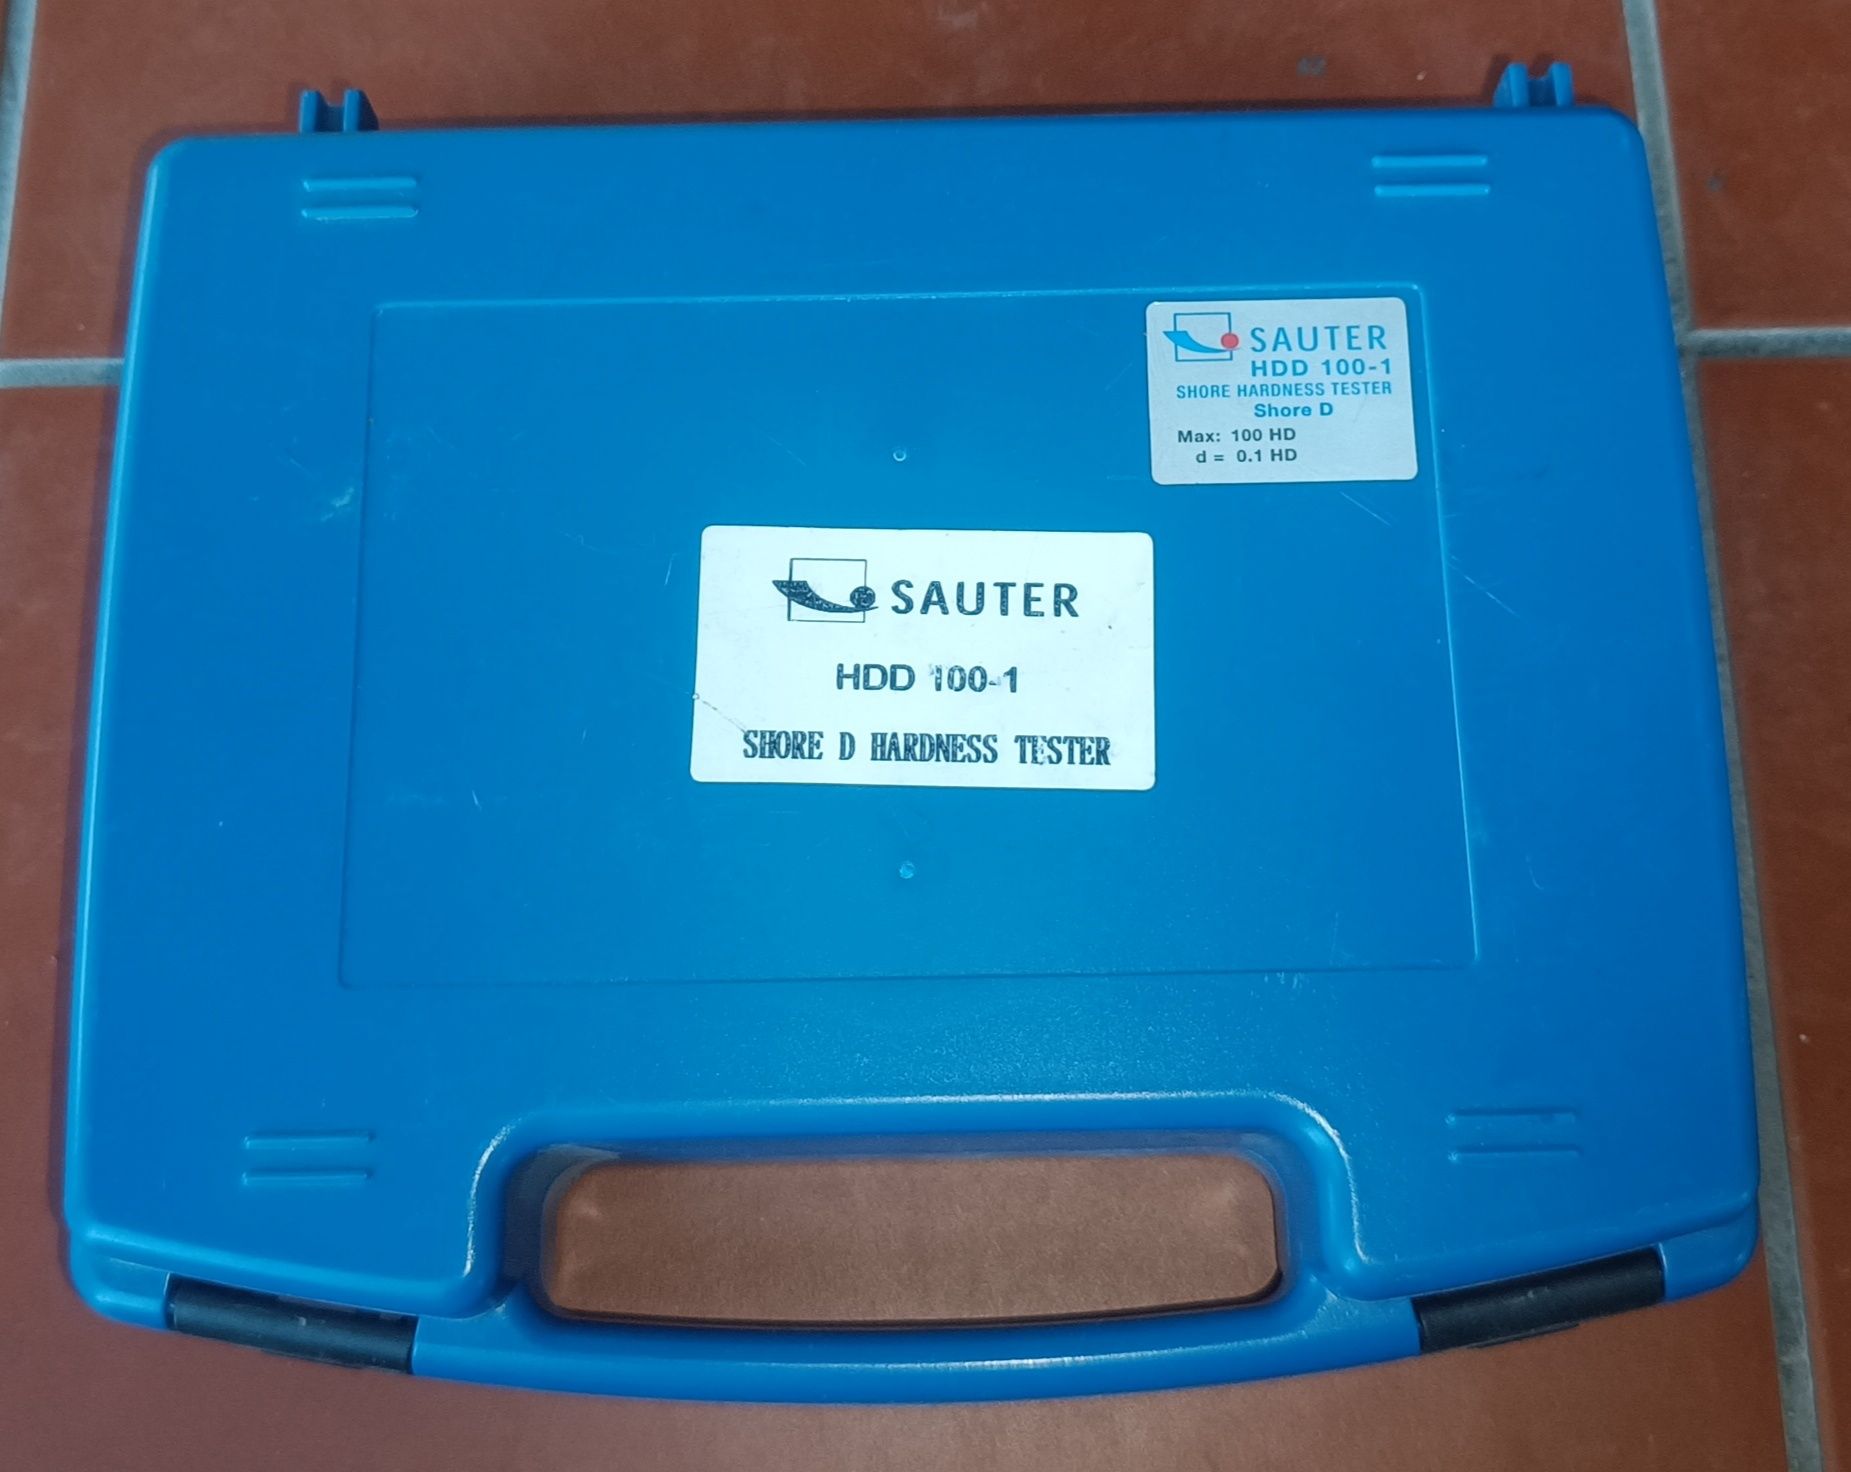 SAUTER
HDD 100-1
SHORE HARDNESS TESTER
Shore D
Max: 100 HD
d = 0.1 HD
SAUTER
HDD 100-1
SHORE D HARDNESS TESTER